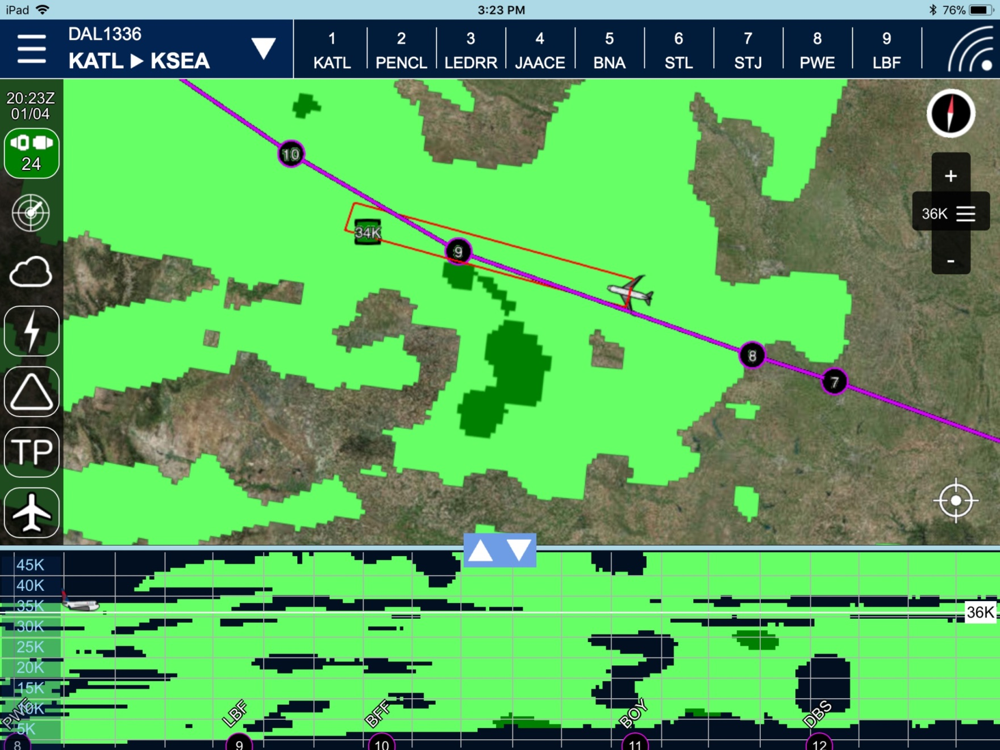 iPad 3:23 PM 76%
DAL1336
KATL ▶ KSEA
1 2 3 4 5 6 7 8 9
KATL PENCL LEDRR JAACE BNA STL STJ PWE LBF
20:23Z
01/04
24
TP
10
34K
9
8
7
+
36K
-
45K
40K
35K
36K
30K
25K
20K
15K
10K
5K
PWE LBF BFF BOY DBS
8 9 10 11 12